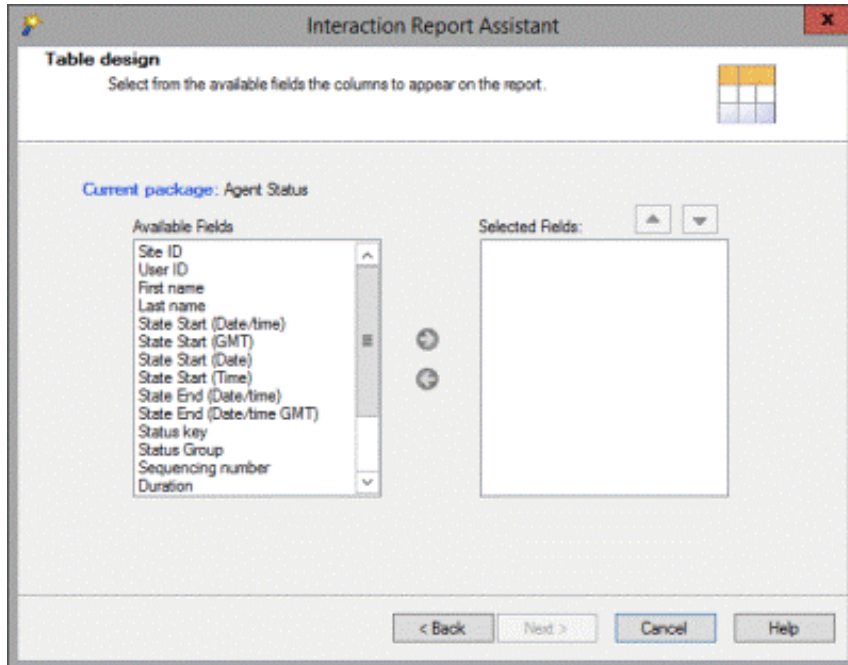 Interaction Report Assistant
x
Table design
Select from the available fields the columns to appear on the report.
Current package: Agent Status
Available Fields
Selected Fields:
Site ID
User ID
First name
Last name
State Start (Date/time)
State Start (GMT)
State Start (Date)
State Start (Time)
State End (Date/time)
State End (Date/time GMT)
Status key
Status Group
Sequencing number
Duration
< Back
Next >
Cancel
Help